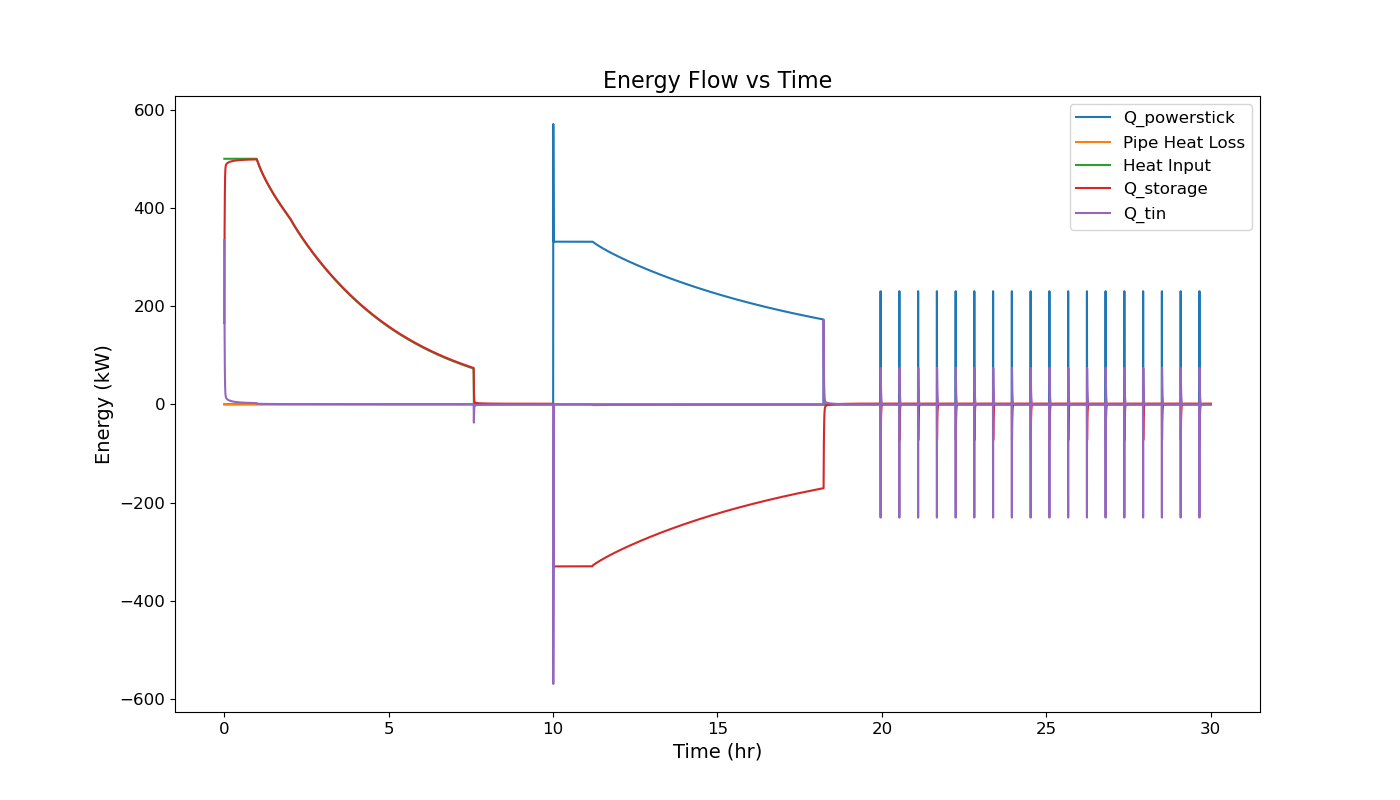 Energy Flow vs Time
Energy (kW)
600
400
200
0
−200
−400
−600
Q_powerstick
Pipe Heat Loss
Heat Input
Q_storage
Q_tin
0 5 10 15 20 25 30
Time (hr)